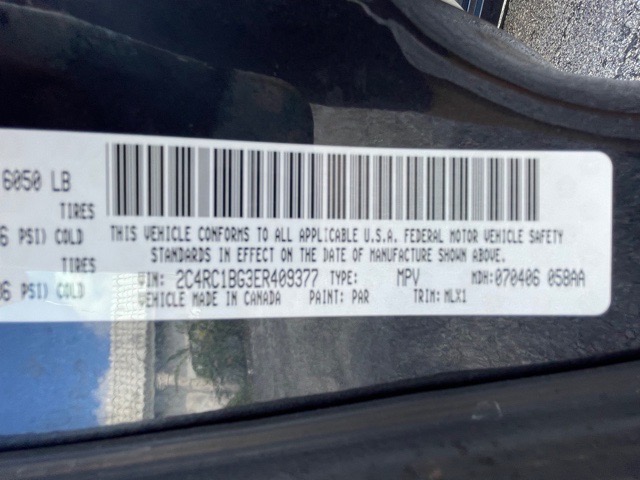 6050 LB
TIRES
6 PSI) COLD
TIRES
06 PSI) COLD
THIS VEHICLE CONFORMS TO ALL APPLICABLE U.S.A. FEDERAL MOTOR VEHICLE SAFETY
STANDARDS IN EFFECT ON THE DATE OF MANUFACTURE SHOWN ABOVE.
VIN: 2C4RC1BG3ER409377 TYPE: MPV MDH:070406 058AA
VEHICLE MADE IN CANADA PAINT: PAR TRIM: MLX1